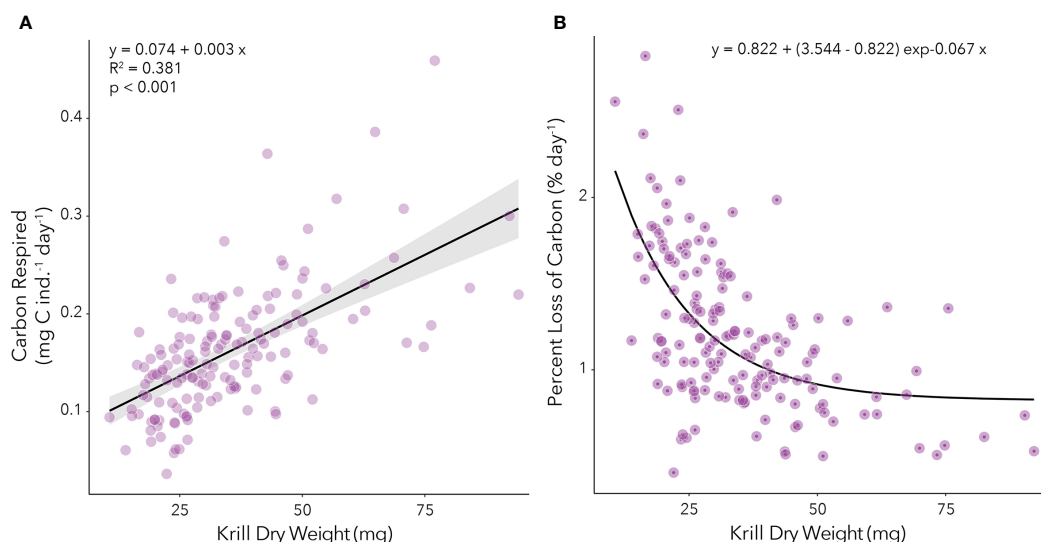 A
y = 0.074 + 0.003 x
R² = 0.381
p < 0.001
0.4
0.3
0.2
0.1
Carbon Respired
(mg C ind.⁻¹ day⁻¹)
25 50 75
Krill Dry Weight (mg)
B
y = 0.822 + (3.544 - 0.822) exp-0.067 x
2
1
Percent Loss of Carbon (% day⁻¹)
25 50 75
Krill Dry Weight (mg)